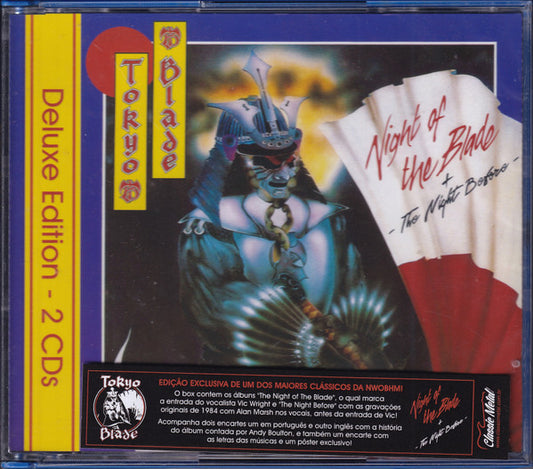 Deluxe Edition - 2 CDs
Tokyo
Blade
Night of
the Blade
+
- The Night Before -
Tokyo
Blade
EDIÇÃO EXCLUSIVA DE UM DOS MAIORES CLÁSSICOS DA NWOBHM!
O box contem os álbuns "The Night of The Blade", o qual marca
a entrada do vocalista Vic Wright e "The Night Before" com as gravações
originais de 1984 com Alan Marsh nos vocais, antes da entrada de Vic!
Acompanha dois encartes um em português e outro inglês com a história
do álbum contada por Andy Boulton, e também um encarte com
as letras das músicas e um pôster exclusivo!
Night of
the Blade
+
- The Night Before -
Classic Metal